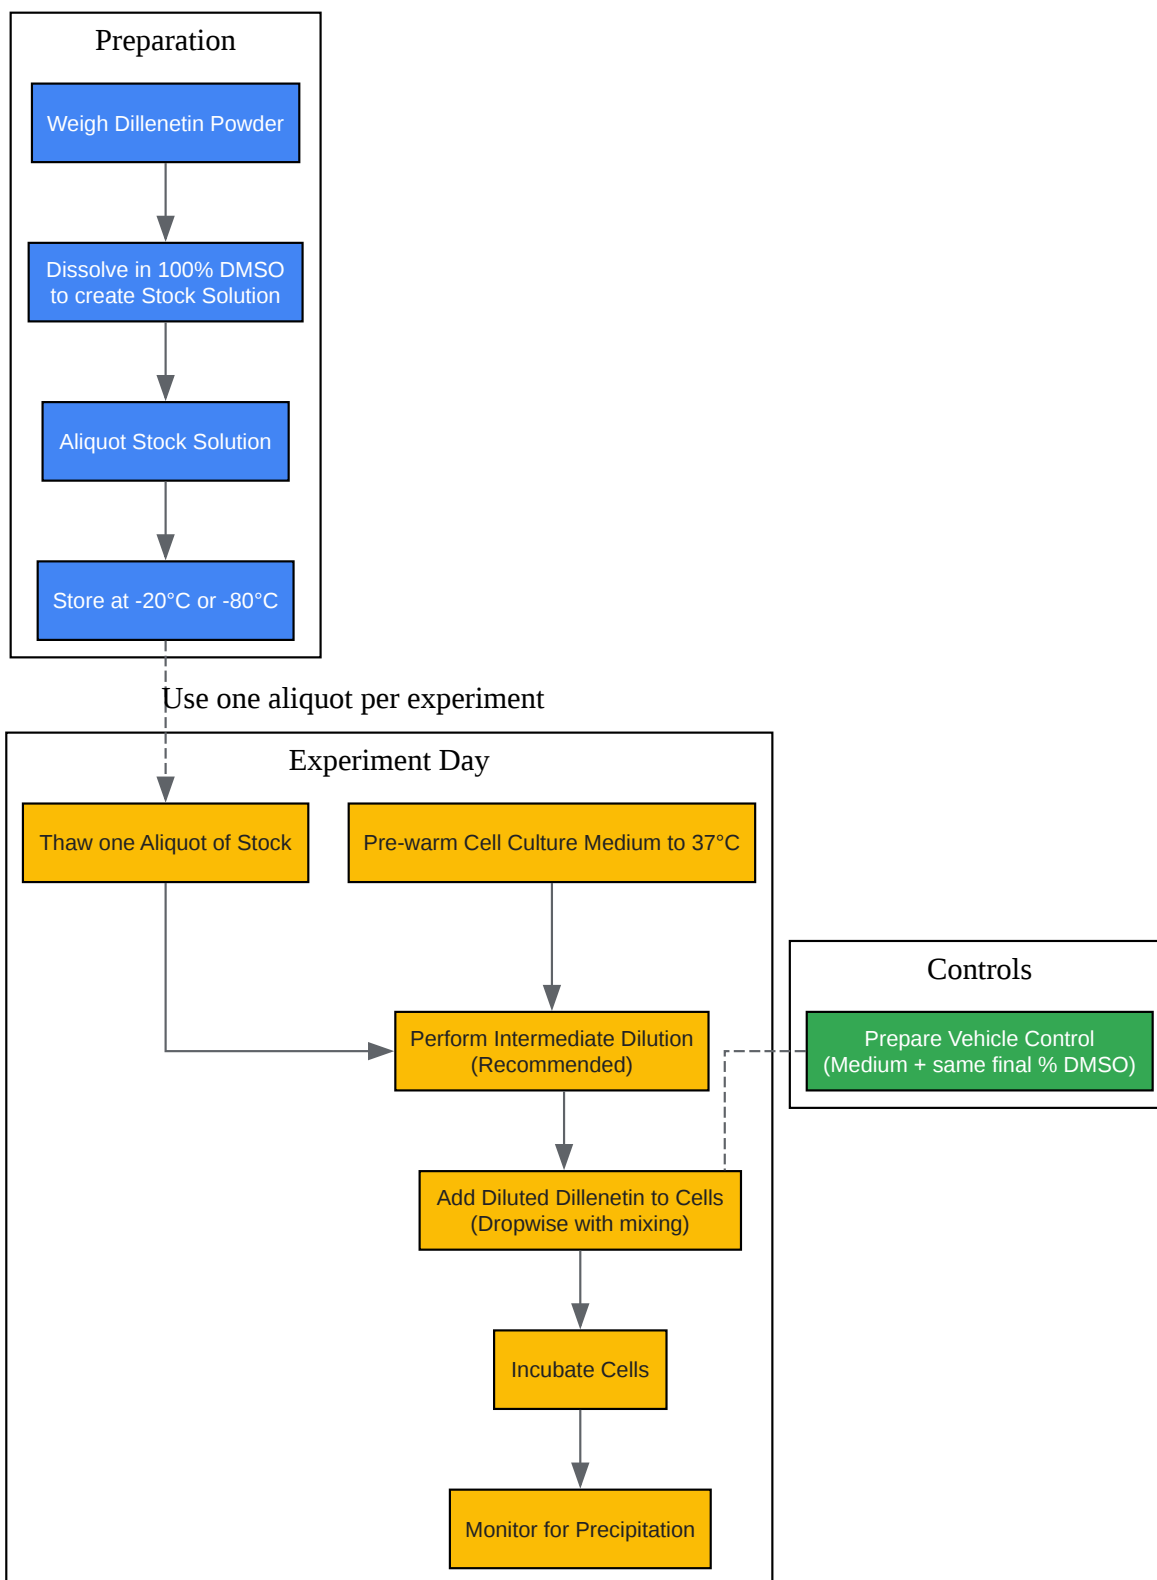 Preparation
Weigh Dillenetin Powder
Dissolve in 100% DMSO
to create Stock Solution
Aliquot Stock Solution
Store at -20°C or -80°C
Use one aliquot per experiment
Experiment Day
Thaw one Aliquot of Stock
Pre-warm Cell Culture Medium to 37°C
Perform Intermediate Dilution
(Recommended)
Controls
Prepare Vehicle Control
(Medium + same final % DMSO)
Add Diluted Dillenetin to Cells
(Dropwise with mixing)
Incubate Cells
Monitor for Precipitation